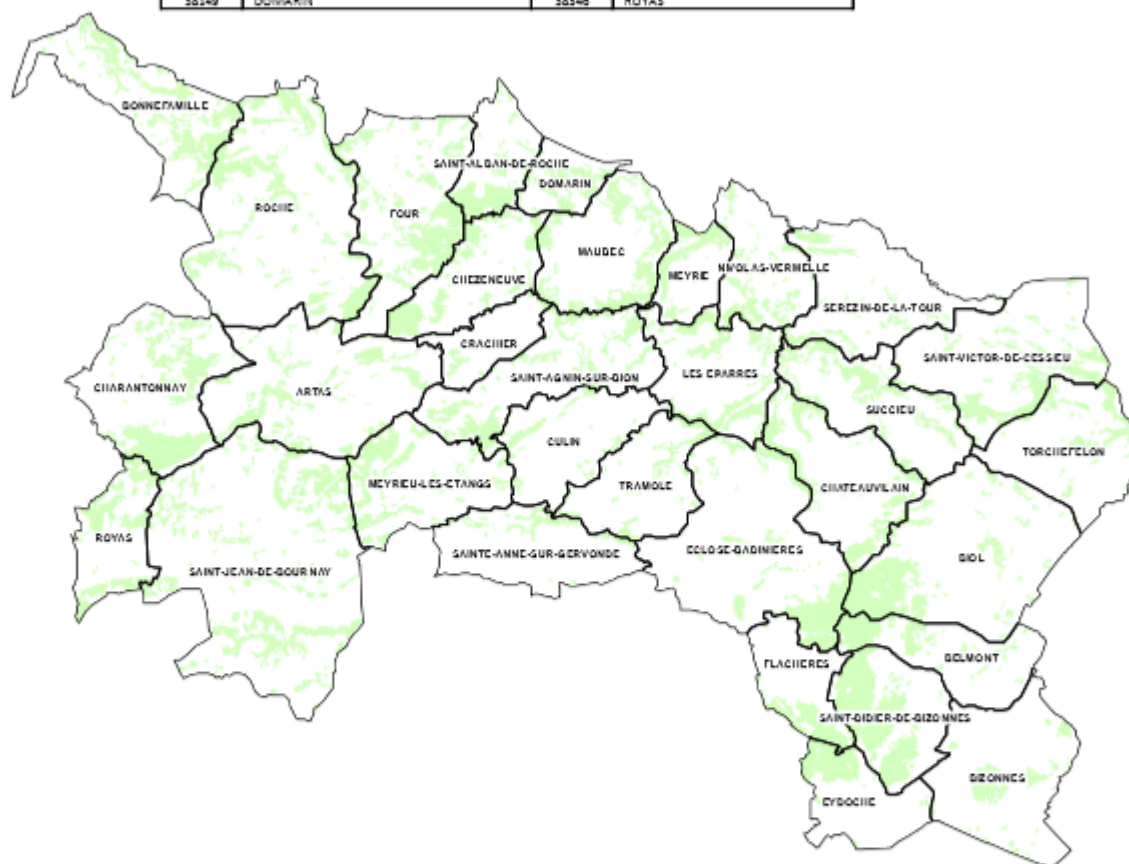 38149 DOMARIN 38346 ROYAS
BONNEFAMILLE
SAINT-ALBAN-DE-ROCHE
DOMARIN
ROCHE
FOUR
MAUBEC
CHEZENEUVE
MEYRIE
NIVOLAS-VERMELLE
SEREZIN-DE-LA-TOUR
CRACHIER
SAINT-VICTOR-DE-CESSIEU
CHARANTONNAY
ARTAS
SAINT-AGNIN-SUR-BION
LES EPARRES
SUCCIEU
CULIN
TORCHEFELON
MEYRIEU-LES-ETANGS
TRAMOLE
CHATEAUVILAIN
ROYAS
SAINTE-ANNE-SUR-GERVONDE
ECLOSE-BADINIERES
BIOL
SAINT-JEAN-DE-BOURNAY
FLACHERES
BELMONT
SAINT-DIDIER-DE-BIZONNES
BIZONNES
EYDOCHE